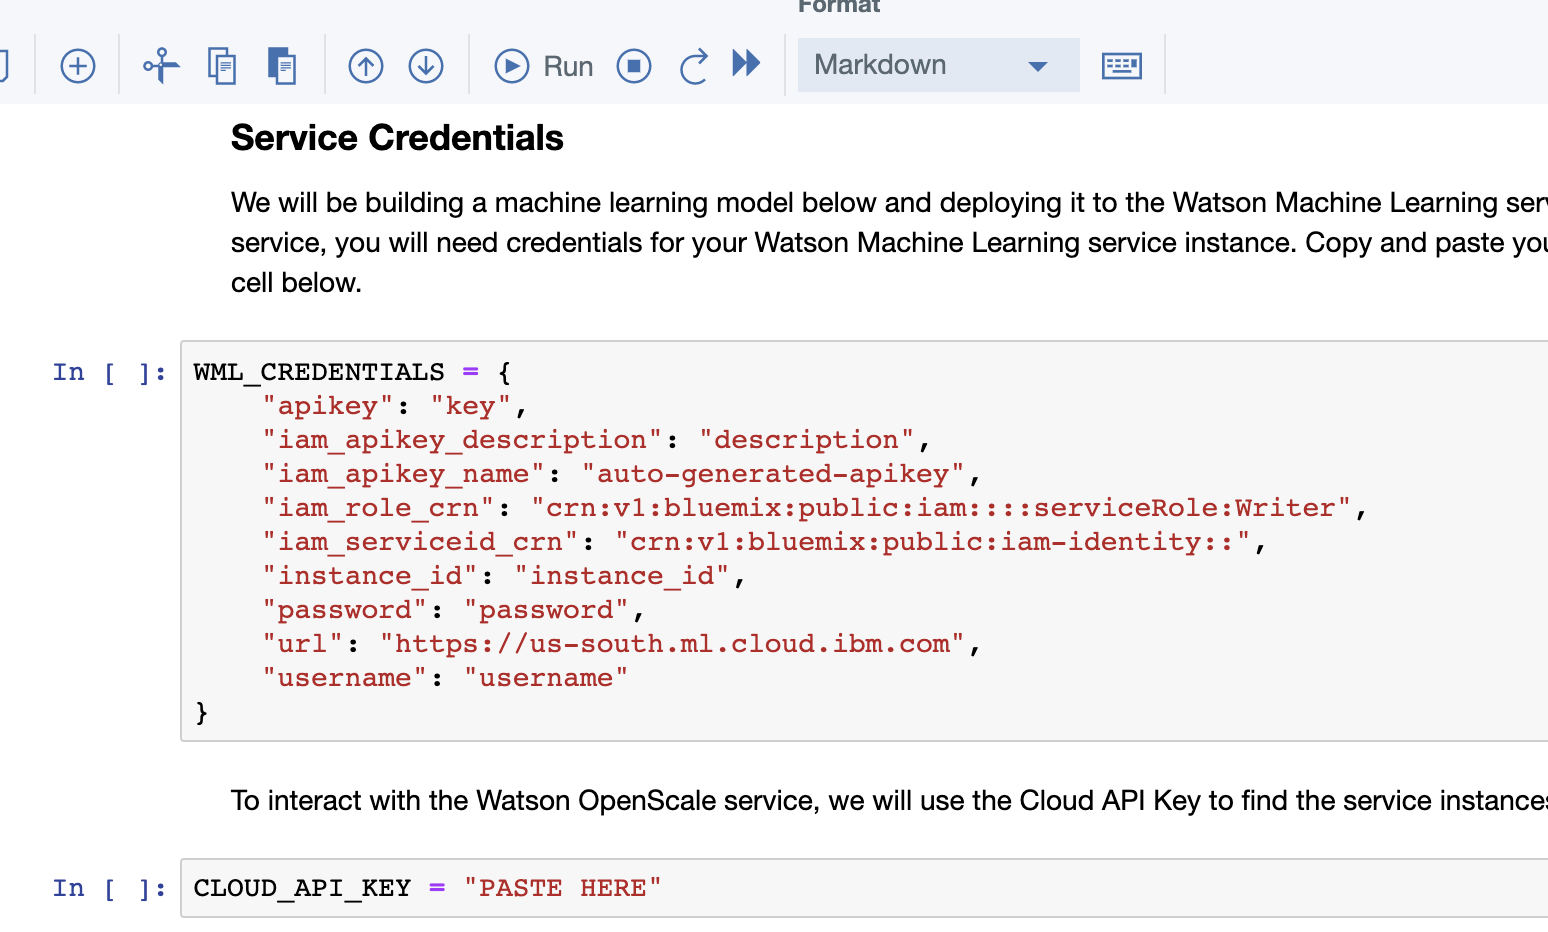 Format
Run
Markdown
Service Credentials
We will be building a machine learning model below and deploying it to the Watson Machine Learning
service, you will need credentials for your Watson Machine Learning service instance. Copy and paste
cell below.
In [ ]: WML_CREDENTIALS = {
"apikey": "key",
"iam_apikey_description": "description",
"iam_apikey_name": "auto-generated-apikey",
"iam_role_crn": "crn:v1:bluemix:public:iam::::serviceRole:Writer",
"iam_serviceid_crn": "crn:v1:bluemix:public:iam-identity::",
"instance_id": "instance_id",
"password": "password",
"url": "https://us-south.ml.cloud.ibm.com",
"username": "username"
}
To interact with the Watson OpenScale service, we will use the Cloud API Key to find the service instances
In [ ]: CLOUD_API_KEY = "PASTE HERE"